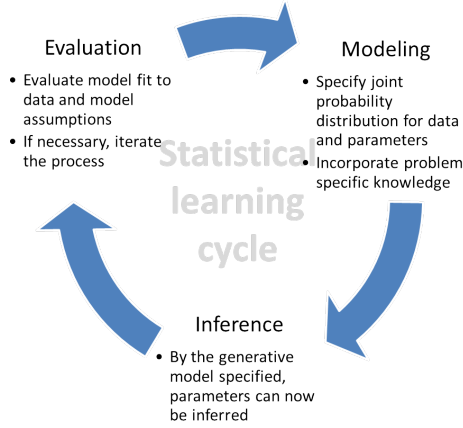 Evaluation
• Evaluate model fit to
data and model
assumptions
• If necessary, iterate
the process
Modeling
• Specify joint
probability
distribution for data
and parameters
• Incorporate problem
specific knowledge
Statistical
learning
cycle
Inference
• By the generative
model specified,
parameters can now
be inferred